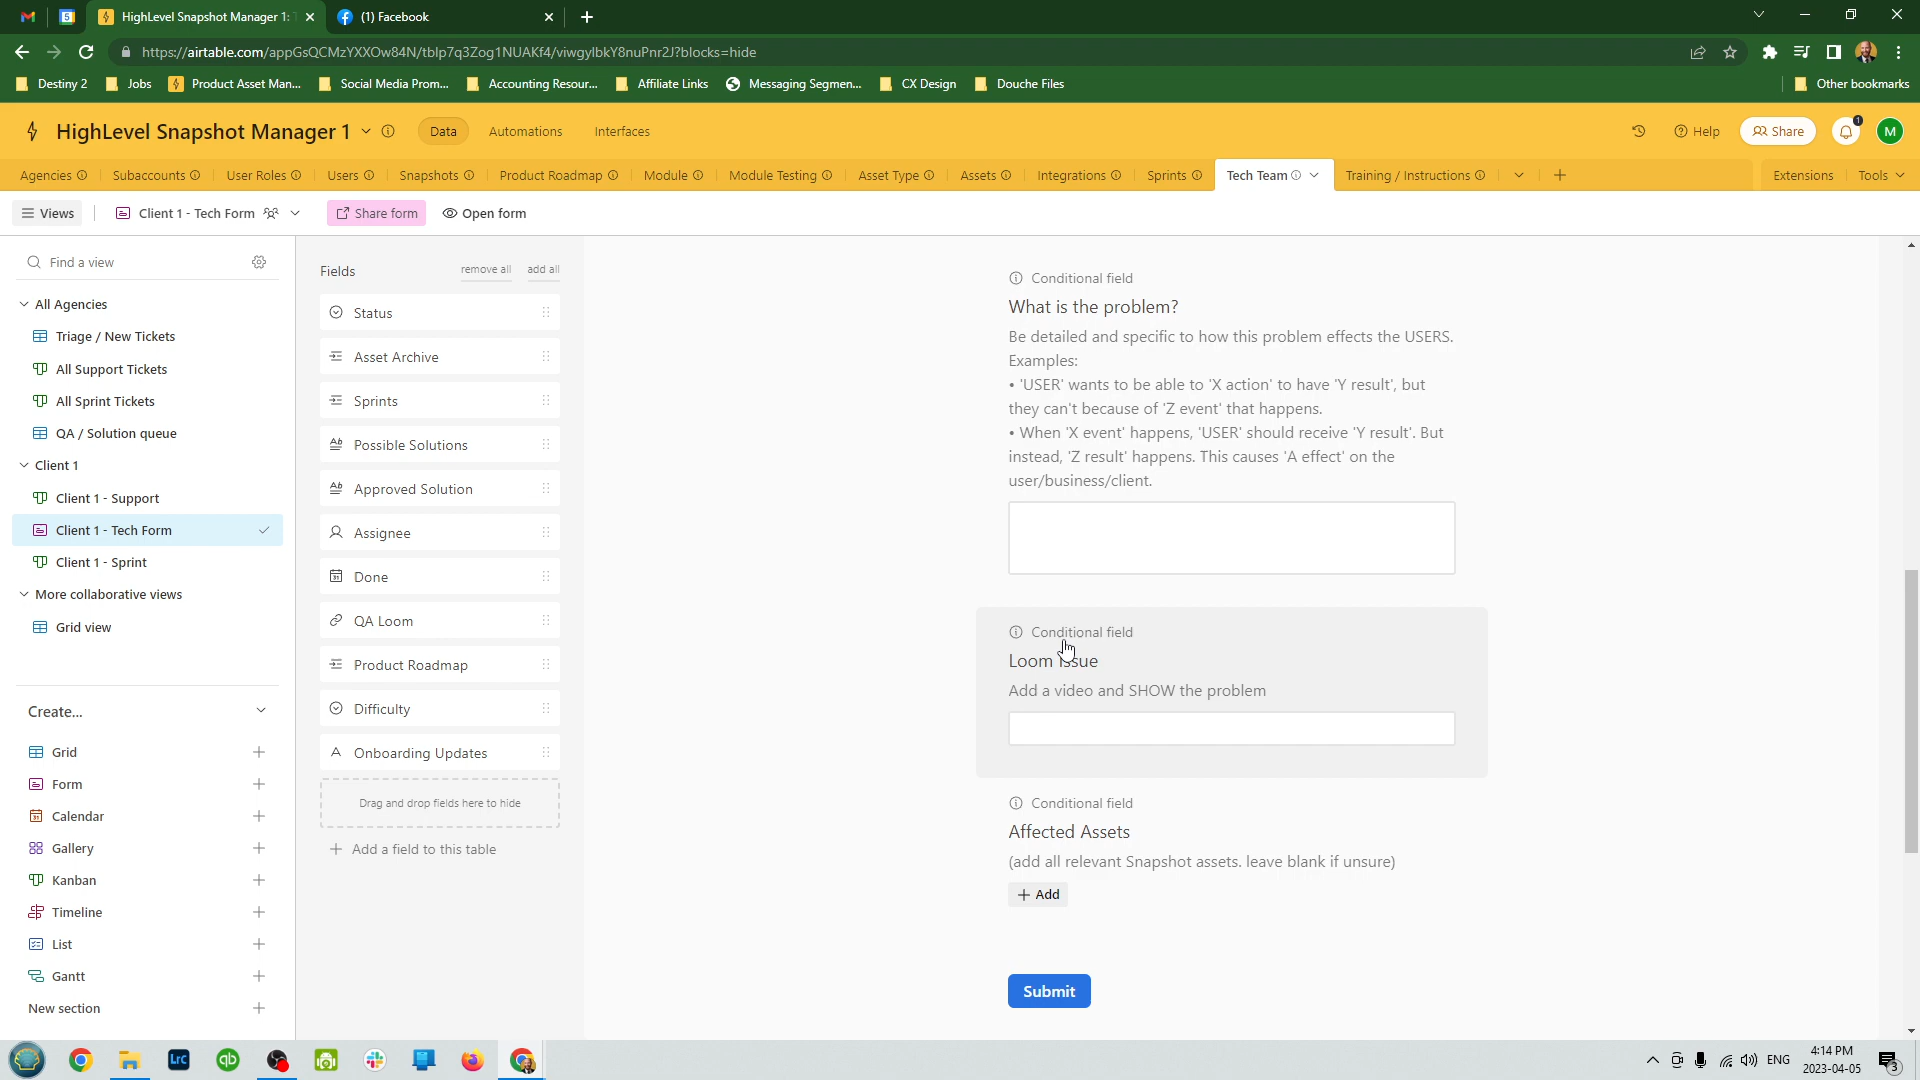 HighLevel Snapshot Manager 1: T
(1) Facebook
https://airtable.com/appGsQCMzYXXOw84N/tblp7q3Zog1NUAKf4/viwgylbkY8nuPnr2J?blocks=hide
Destiny 2
Jobs
Product Asset Man...
Social Media Prom...
Accounting Resour...
Affiliate Links
Messaging Segmen...
CX Design
Douche Files
Other bookmarks
HighLevel Snapshot Manager 1
Data
Automations
Interfaces
Help
Share
1
M
Agencies
Subaccounts
User Roles
Users
Snapshots
Product Roadmap
Module
Module Testing
Asset Type
Assets
Integrations
Sprints
Tech Team
Training / Instructions
Extensions
Tools
Views
Client 1 - Tech Form
Share form
Open form
Find a view
All Agencies
Triage / New Tickets
All Support Tickets
All Sprint Tickets
QA / Solution queue
Client 1
Client 1 - Support
Client 1 - Tech Form
Client 1 - Sprint
More collaborative views
Grid view
Create...
Grid
Form
Calendar
Gallery
Kanban
Timeline
List
Gantt
New section
Fields
remove all
add all
Status
Asset Archive
Sprints
Possible Solutions
Approved Solution
Assignee
Done
QA Loom
Product Roadmap
Difficulty
Onboarding Updates
Drag and drop fields here to hide
Add a field to this table
Conditional field
What is the problem?
Be detailed and specific to how this problem effects the USERS.
Examples:
• 'USER' wants to be able to 'X action' to have 'Y result', but
they can't because of 'Z event' that happens.
• When 'X event' happens, 'USER' should receive 'Y result'. But
instead, 'Z result' happens. This causes 'A effect' on the
user/business/client.
Conditional field
Loom Issue
Add a video and SHOW the problem
Conditional field
Affected Assets
(add all relevant Snapshot assets. leave blank if unsure)
Add
Submit
Lrc
qb
ENG
4:14 PM
2023-04-05
3